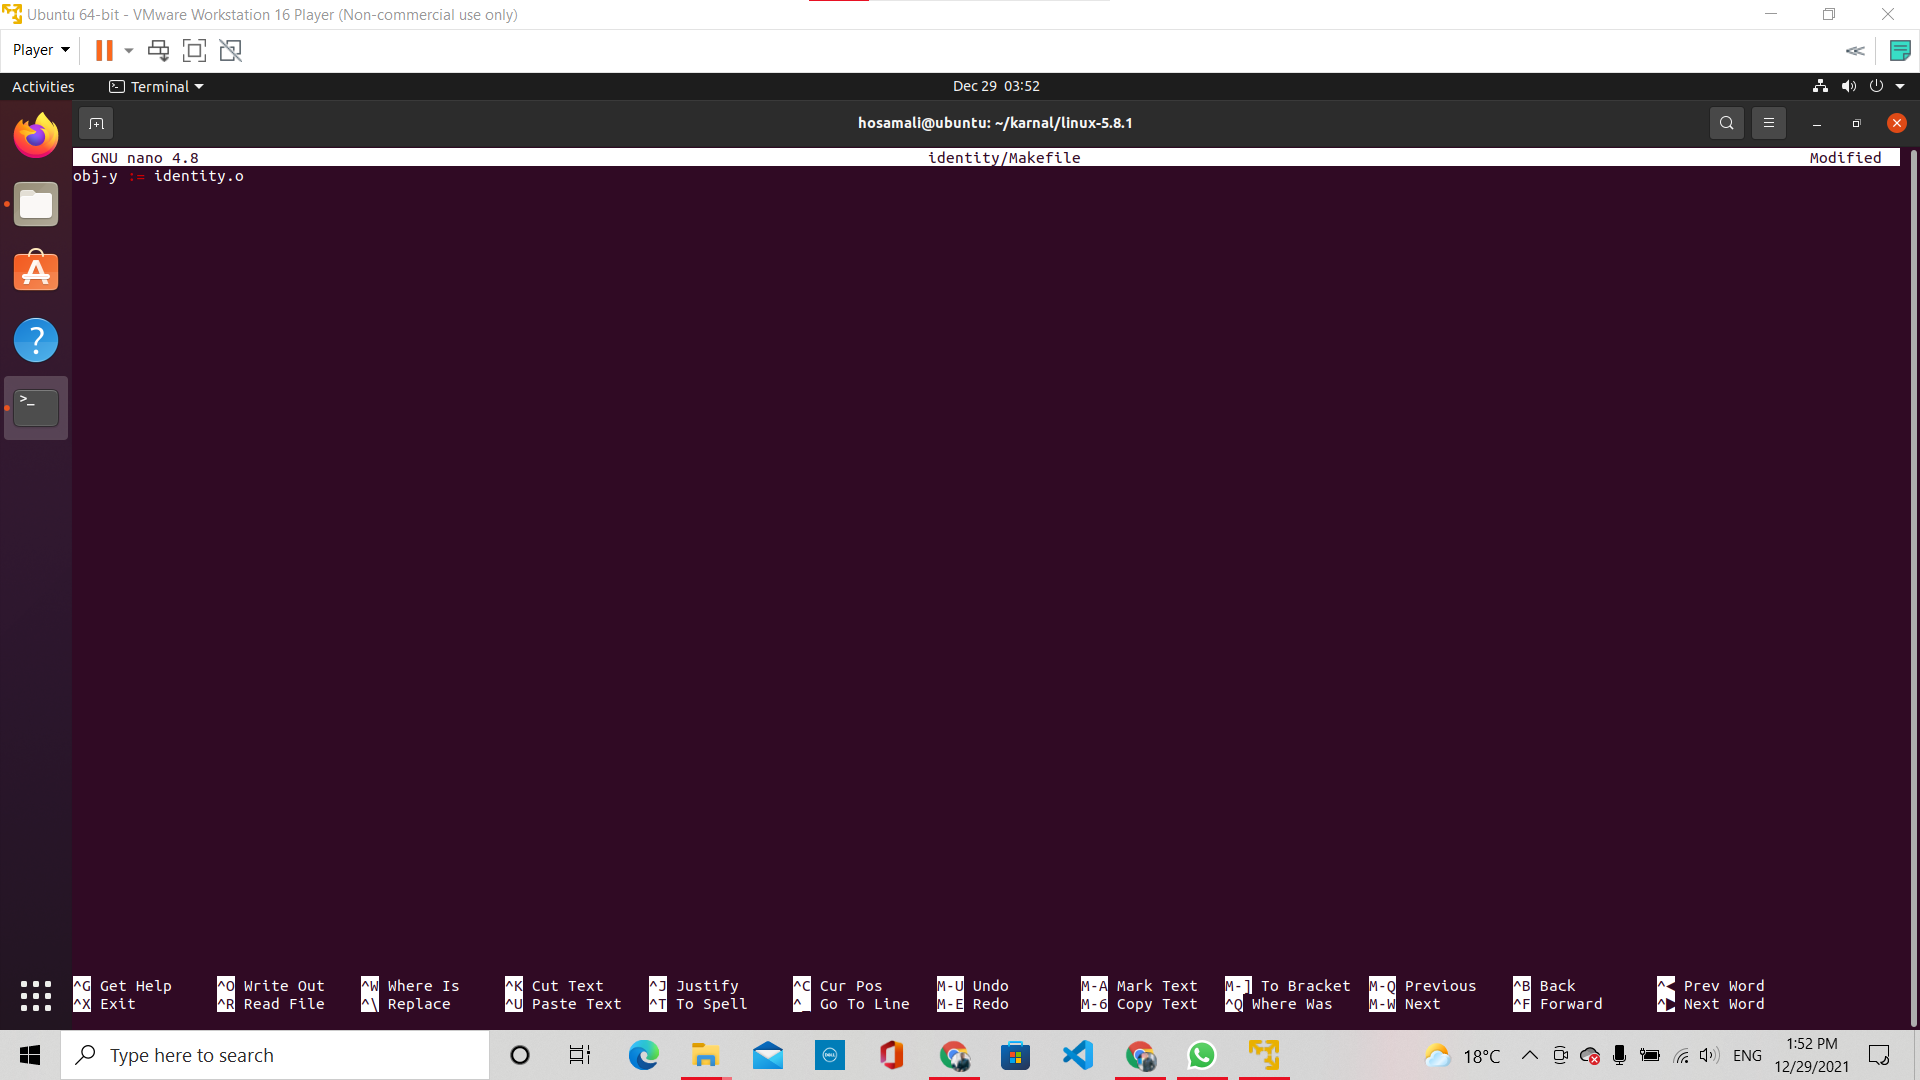 Ubuntu 64-bit - VMware Workstation 16 Player (Non-commercial use only)
Player
Activities
Terminal
Dec 29 03:52
hosamali@ubuntu: ~/karnal/linux-5.8.1
GNU nano 4.8 identity/Makefile Modified
obj-y := identity.o
^G Get Help ^O Write Out ^W Where Is ^K Cut Text ^J Justify ^C Cur Pos M-U Undo M-A Mark Text M-] To Bracket M-Q Previous ^B Back ^◀ Prev Word
^X Exit ^R Read File ^\ Replace ^U Paste Text ^T To Spell ^_ Go To Line M-E Redo M-6 Copy Text ^Q Where Was M-W Next ^F Forward ^▶ Next Word
Type here to search
DELL
18°C
ENG
1:52 PM
12/29/2021